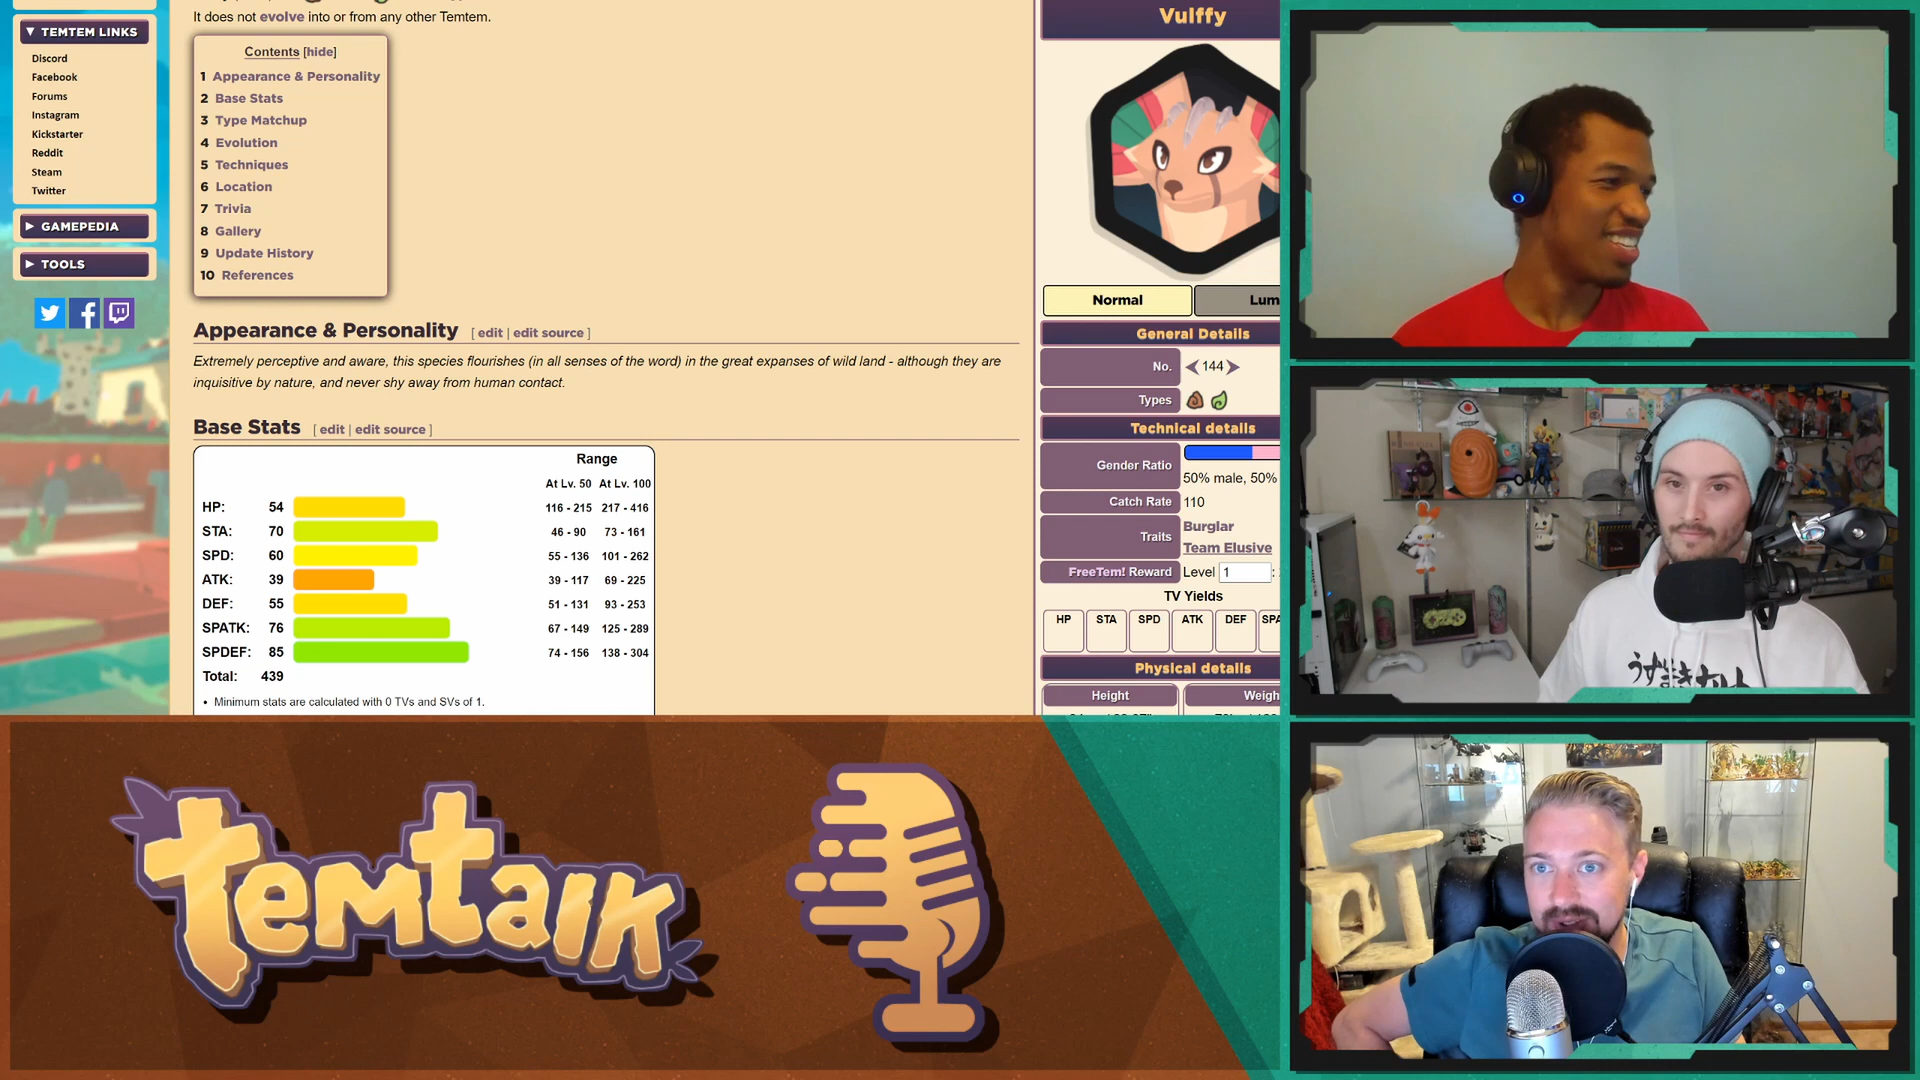 It does not evolve into or from any other Temtem.
TEMTEM LINKS
Discord
Facebook
Forums
Instagram
Kickstarter
Reddit
Steam
Twitter
GAMEPEDIA
TOOLS
Contents [hide]
1 Appearance & Personality
2 Base Stats
3 Type Matchup
4 Evolution
5 Techniques
6 Location
7 Trivia
8 Gallery
9 Update History
10 References
Appearance & Personality [ edit | edit source ]
Extremely perceptive and aware, this species flourishes (in all senses of the word) in the great expanses of wild land - although they are
inquisitive by nature, and never shy away from human contact.
Base Stats [ edit | edit source ]
Range
At Lv. 50 At Lv. 100
HP: 54 116 - 215 217 - 416
STA: 70 46 - 90 73 - 161
SPD: 60 55 - 136 101 - 262
ATK: 39 39 - 117 69 - 225
DEF: 55 51 - 131 93 - 253
SPATK: 76 67 - 149 125 - 289
SPDEF: 85 74 - 156 138 - 304
Total: 439
• Minimum stats are calculated with 0 TVs and SVs of 1.
Vulffy
Normal Lum
General Details
No. 144
Types
Technical details
Gender Ratio
50% male, 50%
Catch Rate 110
Traits Burglar
Team Elusive
FreeTem! Reward Level 1 :
TV Yields
HP STA SPD ATK DEF SPA
Physical details
Height Weigh
temtalk